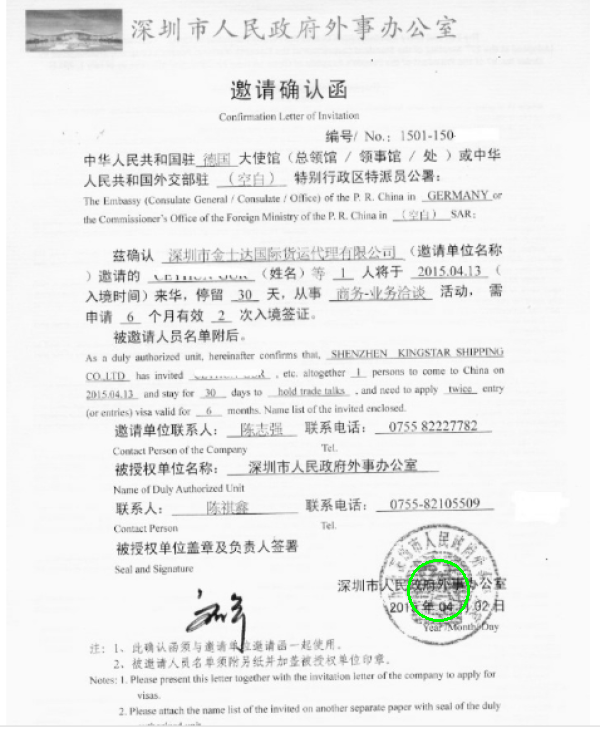 深圳市人民政府外事办公室
邀请确认函
Confirmation Letter of Invitation
编号/ No.: 1501-150
中华人民共和国驻 德国 大使馆（总领馆 / 领事馆 / 处）或中华
人民共和国外交部驻 （空白） 特别行政区特派员公署：
The Embassy (Consulate General / Consulate / Office) of the P. R. China in GERMANY or
the Commissioner's Office of the Foreign Ministry of the P. R. China in （空白） SAR:
兹确认 深圳市金士达国际货运代理有限公司 （邀请单位名称
）邀请的 （姓名）等 1 人将于 2015.04.13 （
入境时间）来华，停留 30 天，从事 商务-业务洽谈 活动，需
申请 6 个月有效 2 次入境签证。
被邀请人员名单附后。
As a duly authorized unit, hereinafter confirms that, SHENZHEN KINGSTAR SHIPPING
CO.,LTD has invited , etc. altogether 1 persons to come to China on
2015.04.13 and stay for 30 days to hold trade talks , and need to apply twice entry
(or entries) visa valid for 6 months. Name list of the invited enclosed.
邀请单位联系人： 陈志强 联系电话： 0755 82227782
Contact Person of the Company Tel.
被授权单位名称： 深圳市人民政府外事办公室
Name of Duly Authorized Unit
联系人： 陈祺鑫 联系电话： 0755-82105509
Contact Person Tel.
被授权单位盖章及负责人签署
Seal and Signature
深圳市人民政府外事办公室
2015 年 04 月 02 日
Year /Month/Day
注：1、此确认函须与邀请单位邀请函一起使用。
2、被邀请人员名单须附另纸并加盖被授权单位印章。
Notes: 1. Please present this letter together with the invitation letter of the company to apply for
visas.
2. Please attach the name list of the invited on another separate paper with seal of the duly